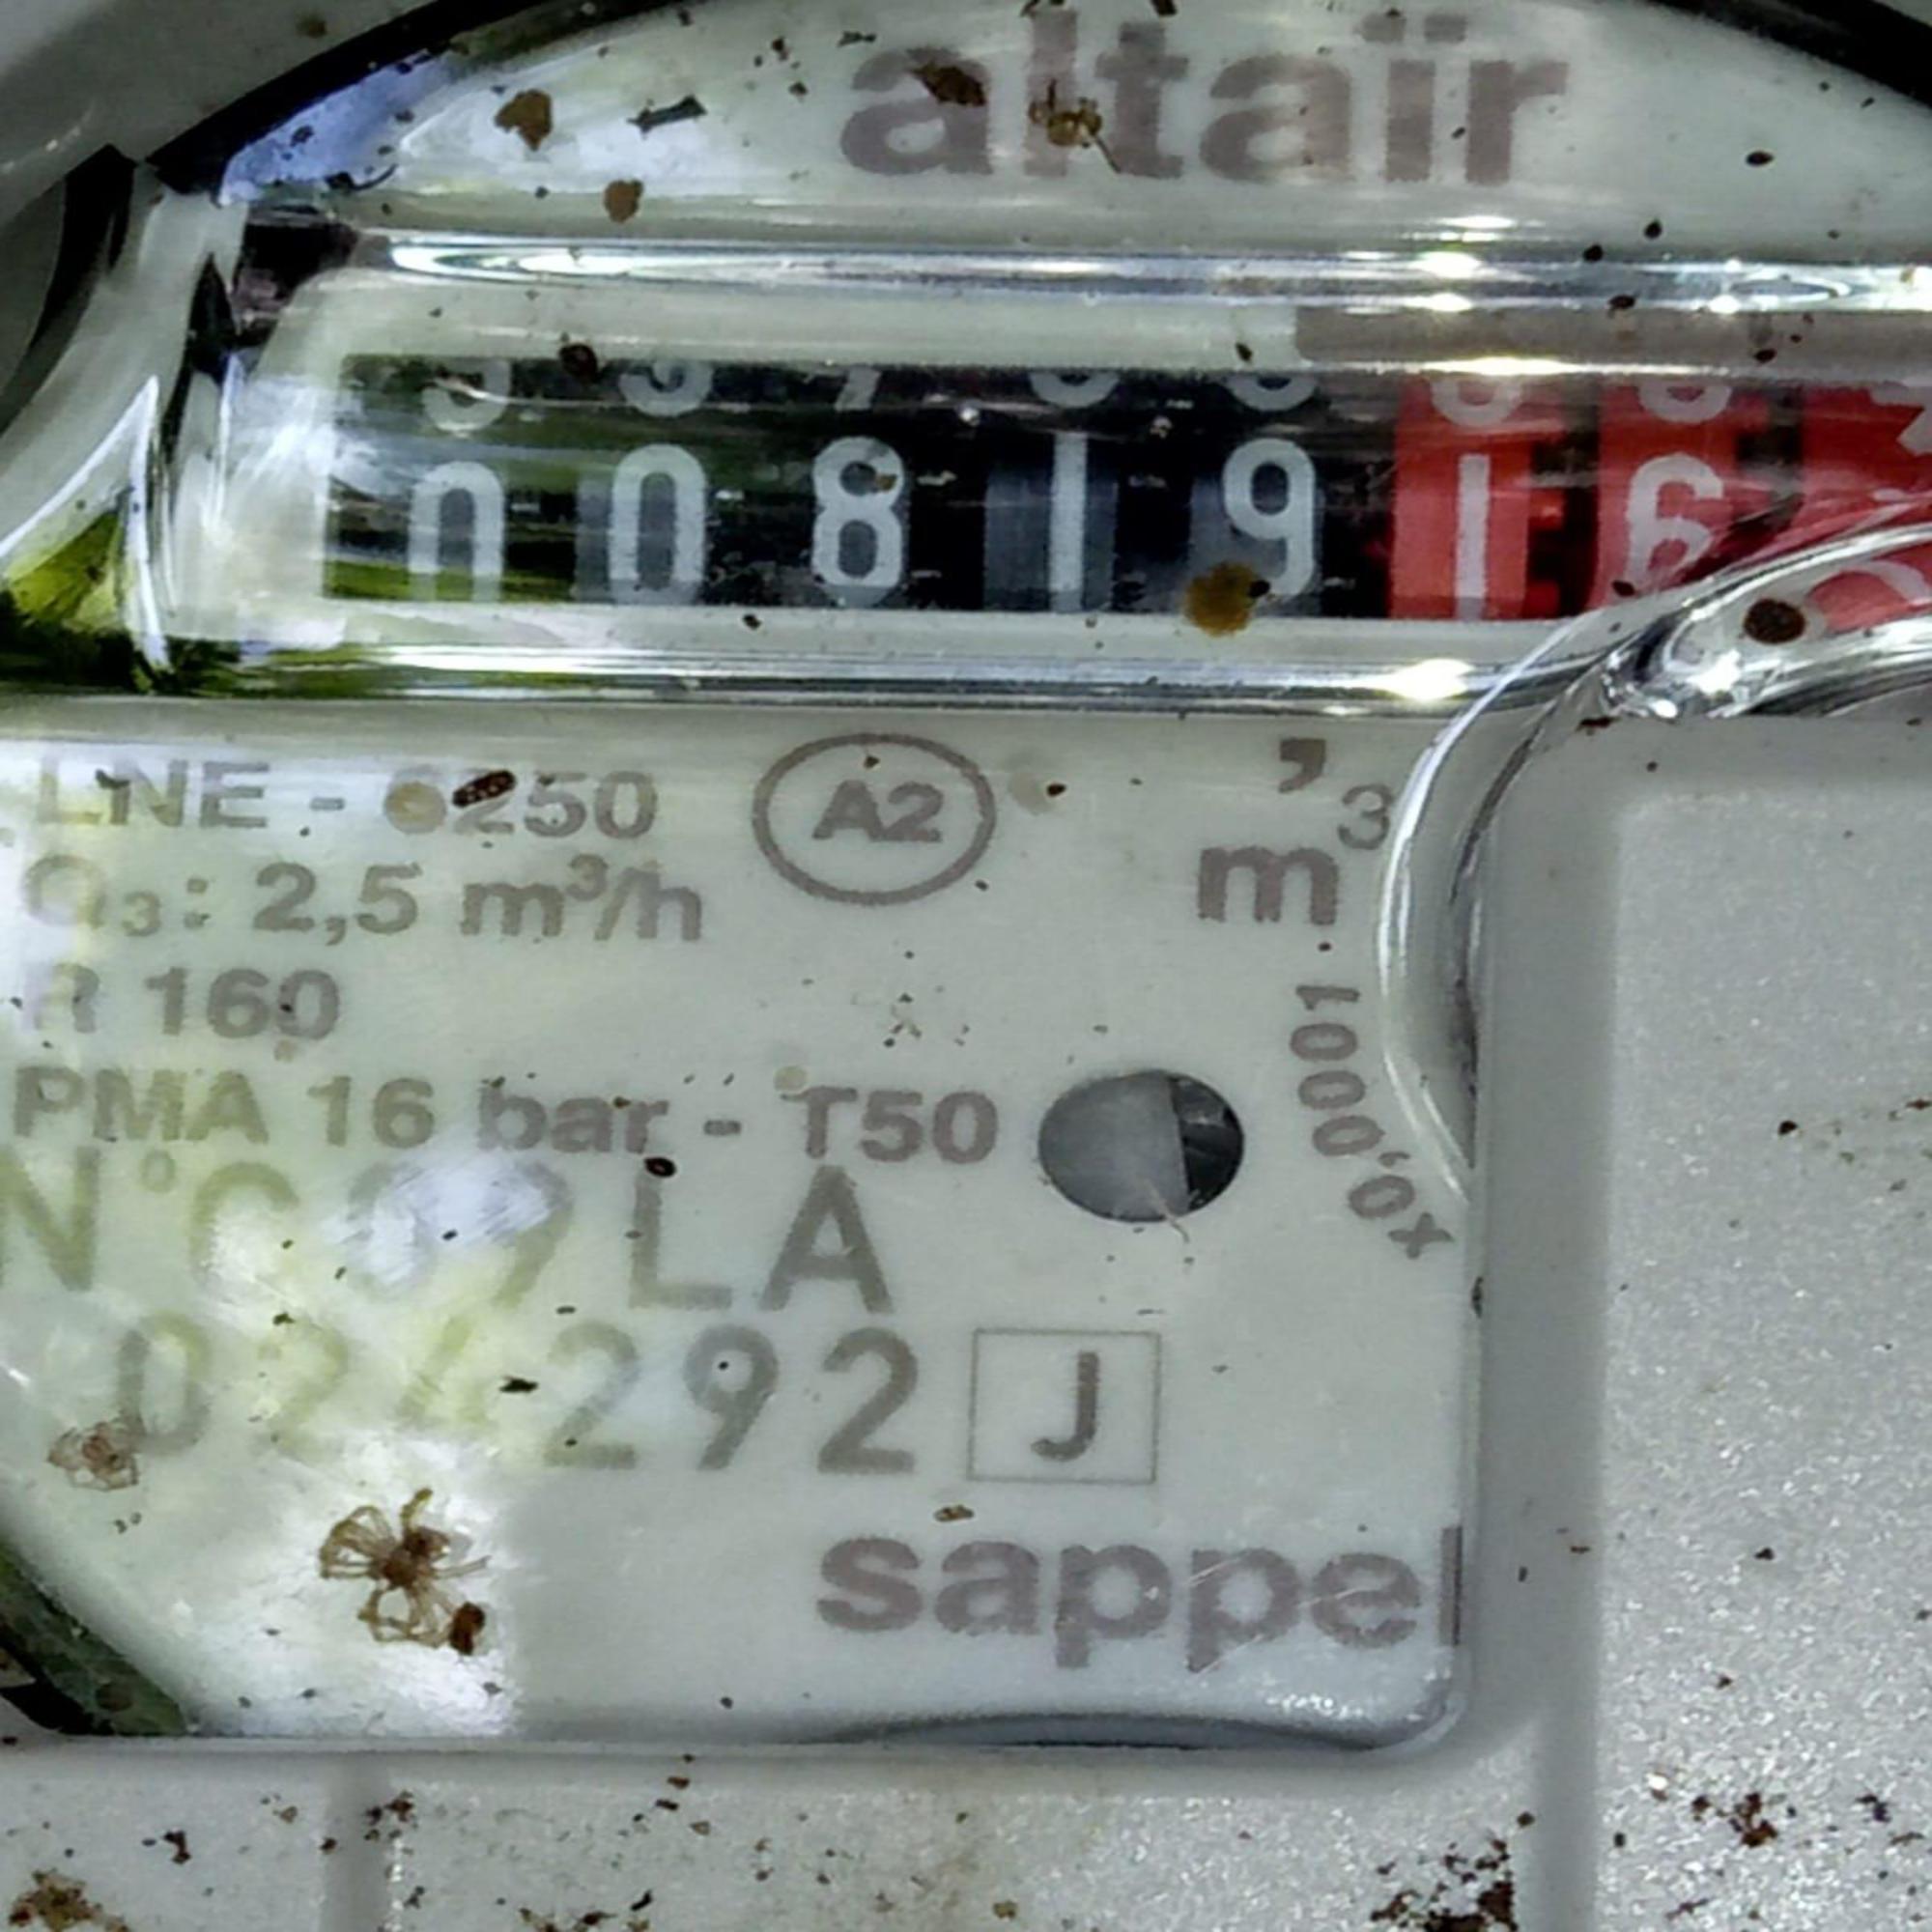 altaïr
0 0 8 1 9 1 6
LNE - 6250 A2 , m³
Q₃: 2,5 m³/h
R 160
x0,0001
PMA 16 bar - T50
N° LA
292 J
sappel